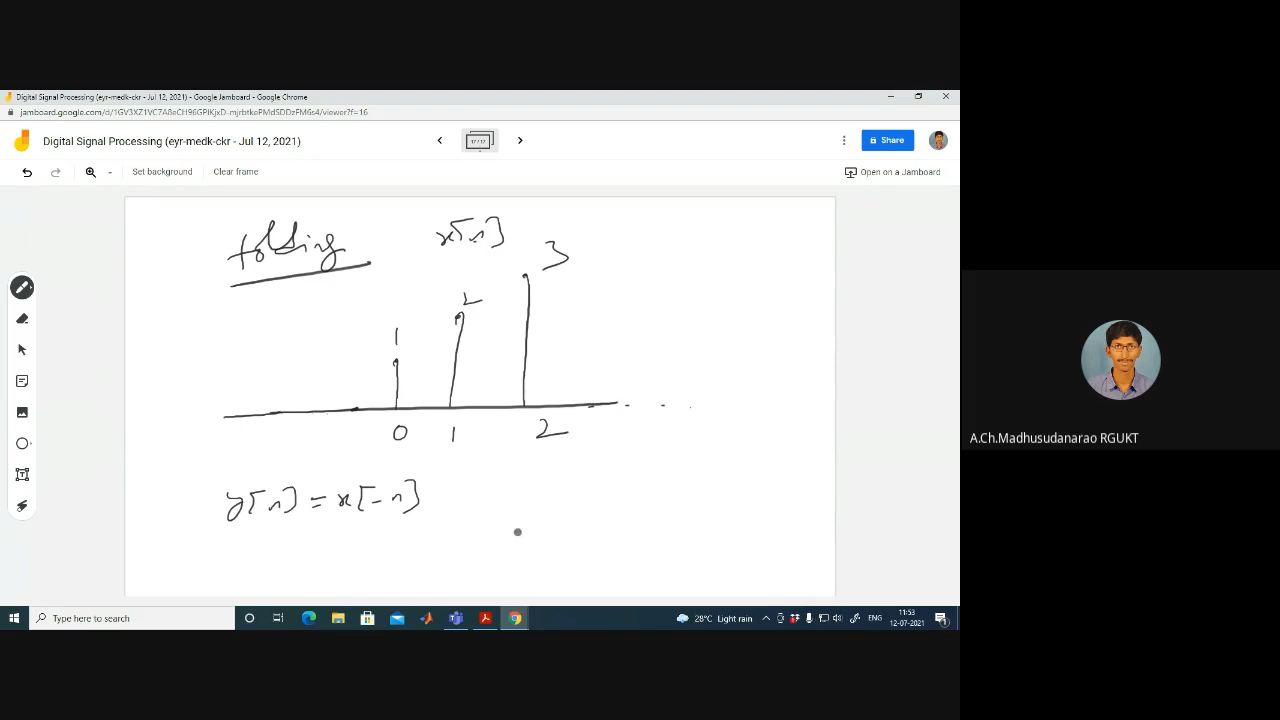 Digital Signal Processing (eyr-medk-ckr - Jul 12, 2021) - Google Jamboard - Google Chrome
Digital Signal Processing (eyr-medk-ckr - Jul 12, 2021)
17 / 17
Share
Set background
Clear frame
Open on a Jamboard
folding x[n]
3
2
1
0 1 2
y[n] = x[-n]
A.Ch.Madhusudanarao RGUKT
Type here to search
28°C Light rain
ENG
11:53
12-07-2021